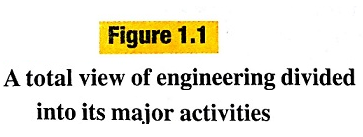 Figure 1.1
A total view of engineering divided
into its major activities